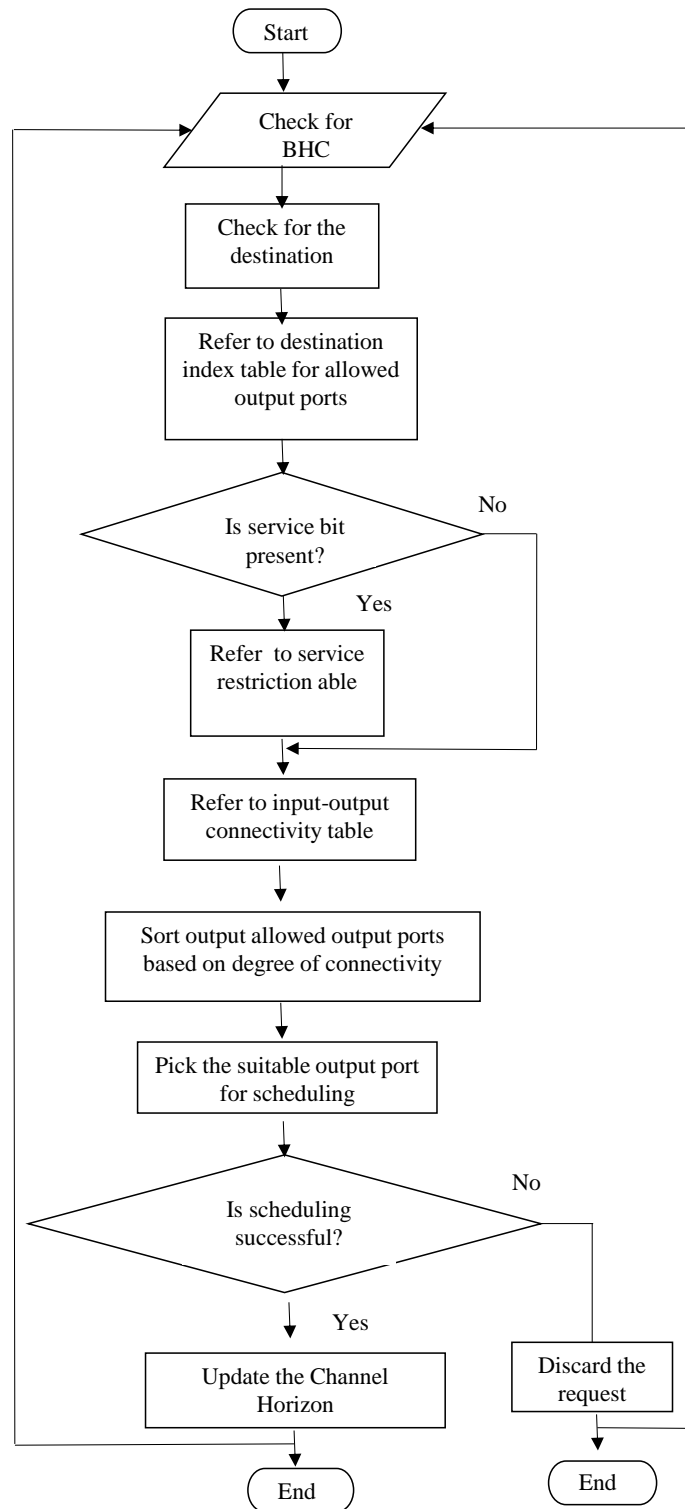 Start
Check for
BHC
Check for the
destination
Refer to destination
index table for allowed
output ports
Is service bit
present?
No
Yes
Refer to service
restriction able
Refer to input-output
connectivity table
Sort output allowed output ports
based on degree of connectivity
Pick the suitable output port
for scheduling
Is scheduling
successful?
No
Yes
Update the Channel
Horizon
Discard the
request
End
End